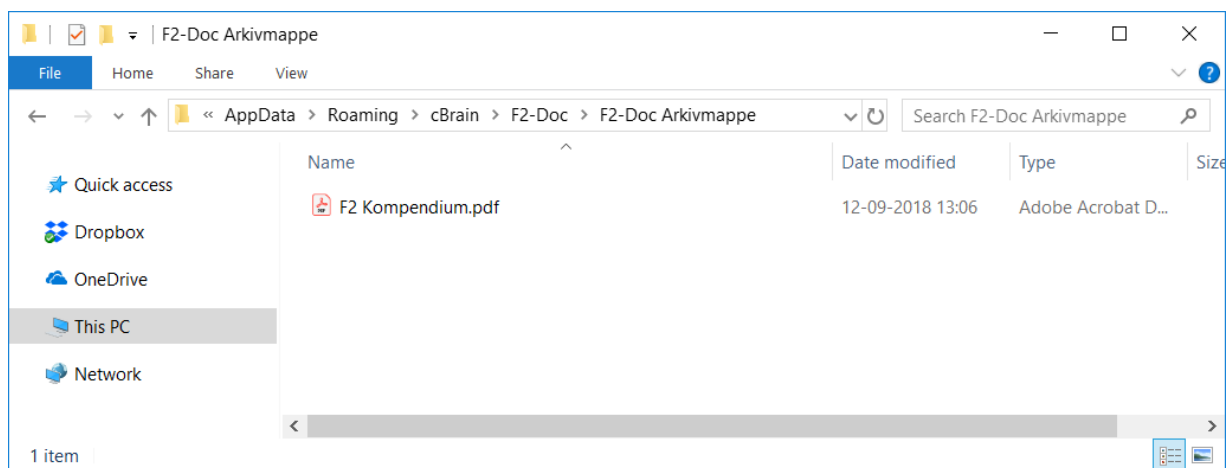 F2-Doc Arkivmappe
File Home Share View
« AppData > Roaming > cBrain > F2-Doc > F2-Doc Arkivmappe Search F2-Doc Arkivmappe
Name Date modified Type Size
Quick access
F2 Kompendium.pdf 12-09-2018 13:06 Adobe Acrobat D...
Dropbox
OneDrive
This PC
Network
1 item